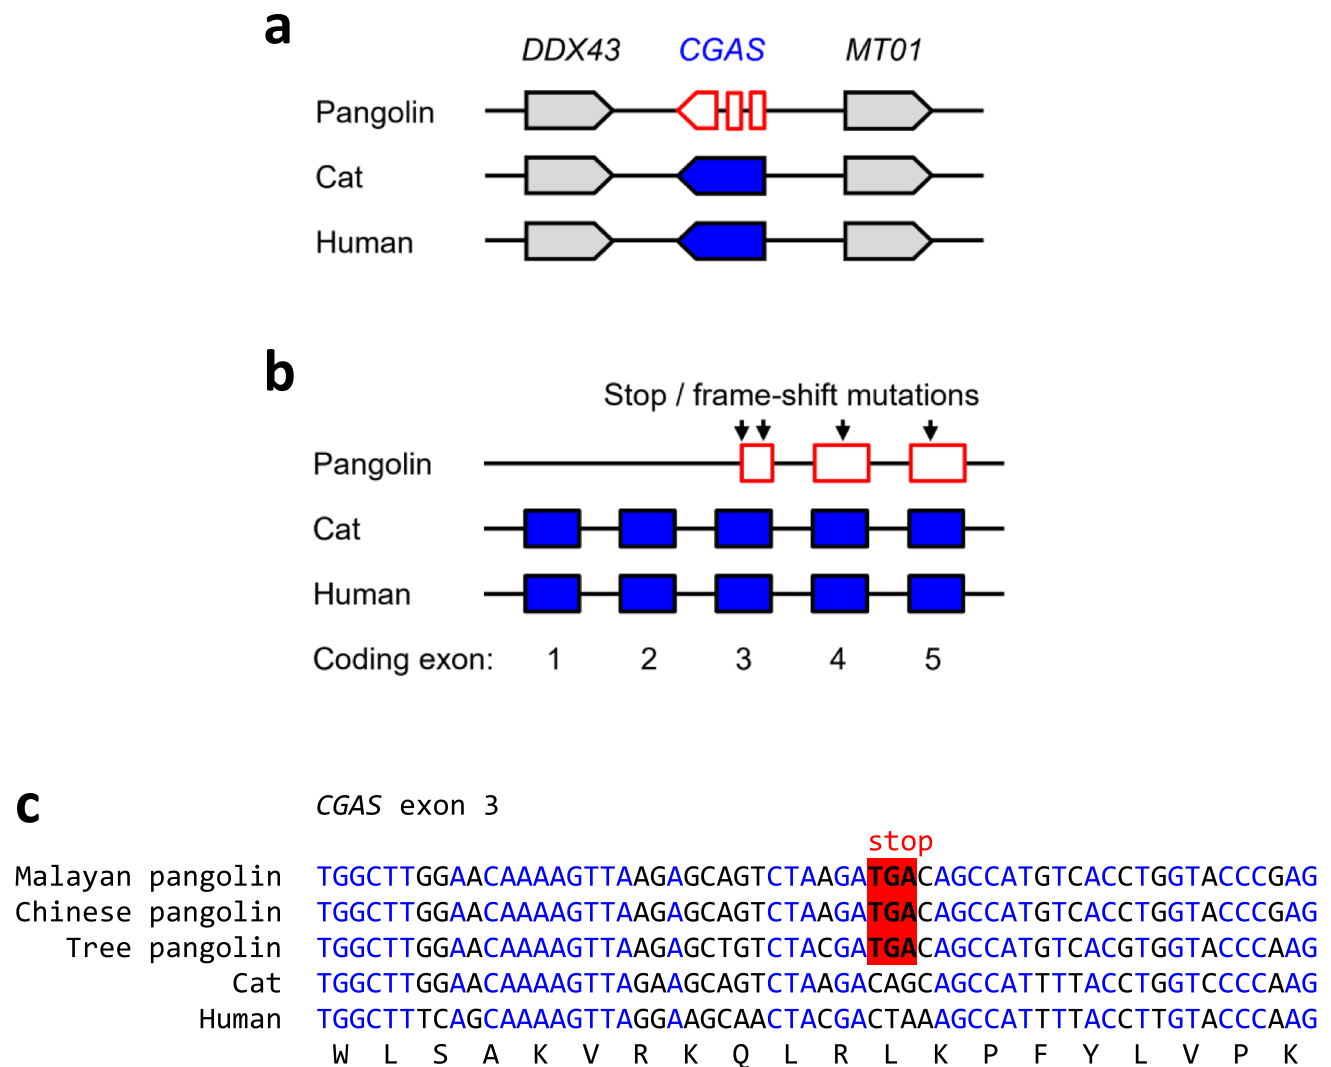 a
DDX43 CGAS MT01
Pangolin
Cat
Human
b
Stop / frame-shift mutations
Pangolin
Cat
Human
Coding exon: 1 2 3 4 5
c
CGAS exon 3
stop
Malayan pangolin TGGCTTGGAACAAAAGTTAAGAGCAGTCTAAGATGACAGCCATGTCACCTGGTACCCGAG
Chinese pangolin TGGCTTGGAACAAAAGTTAAGAGCAGTCTAAGATGACAGCCATGTCACCTGGTACCCGAG
Tree pangolin TGGCTTGGAACAAAAGTTAAGAGCTGTCTACGATGACAGCCATGTCACGTGGTACCCAAG
Cat TGGCTTGGAACAAAAGTTAGAAGCAGTCTAAGACAGCAGCCATTTTACCTGGTCCCCAAG
Human TGGCTTTCAGCAAAAGTTAGGAAGCAACTACGACTAAAGCCATTTTACCTTGTACCCAAG
W L S A K V R K Q L R L K P F Y L V P K